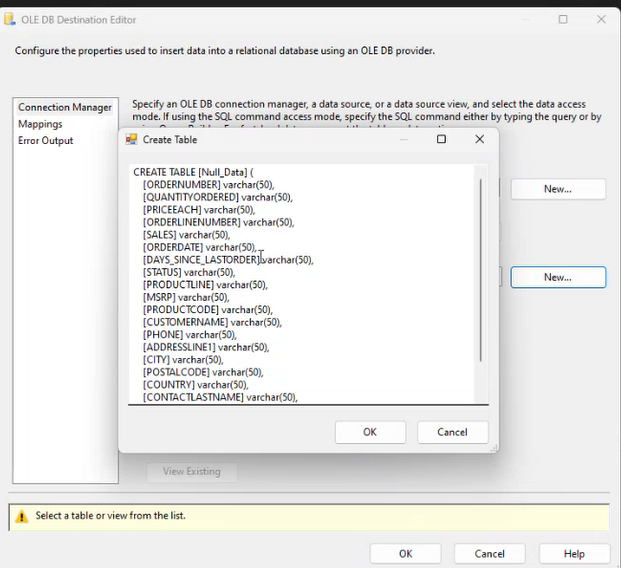 OLE DB Destination Editor
Configure the properties used to insert data into a relational database using an OLE DB provider.
Connection Manager
Mappings
Error Output
Specify an OLE DB connection manager, a data source, or a data source view, and select the data access
mode. If using the SQL command access mode, specify the SQL command either by typing the query or by
Create Table
CREATE TABLE [Null_Data] (
[ORDERNUMBER] varchar(50),
[QUANTITYORDERED] varchar(50),
[PRICEEACH] varchar(50),
[ORDERLINENUMBER] varchar(50),
[SALES] varchar(50),
[ORDERDATE] varchar(50),
[DAYS_SINCE_LASTORDER] varchar(50),
[STATUS] varchar(50),
[PRODUCTLINE] varchar(50),
[MSRP] varchar(50),
[PRODUCTCODE] varchar(50),
[CUSTOMERNAME] varchar(50),
[PHONE] varchar(50),
[ADDRESSLINE1] varchar(50),
[CITY] varchar(50),
[POSTALCODE] varchar(50),
[COUNTRY] varchar(50),
[CONTACTLASTNAME] varchar(50),
OK
Cancel
New...
New...
View Existing
Select a table or view from the list.
OK
Cancel
Help